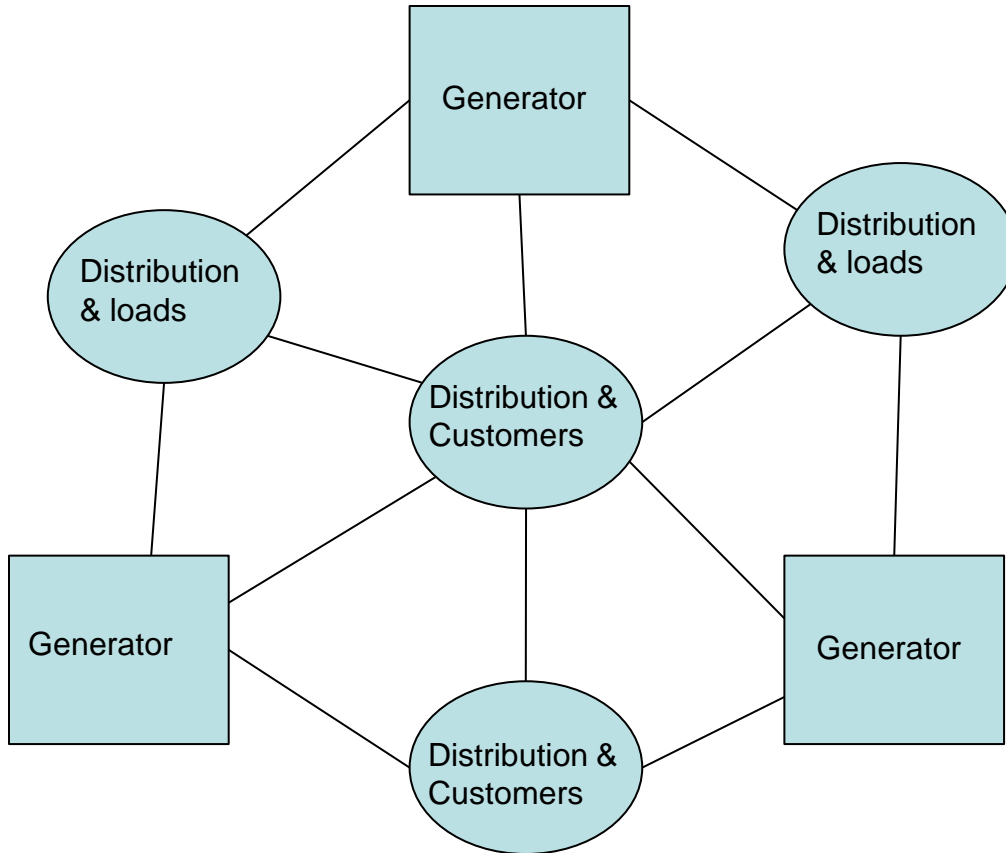 Generator
Distribution
& loads
Distribution
& loads
Distribution &
Customers
Generator
Generator
Distribution &
Customers